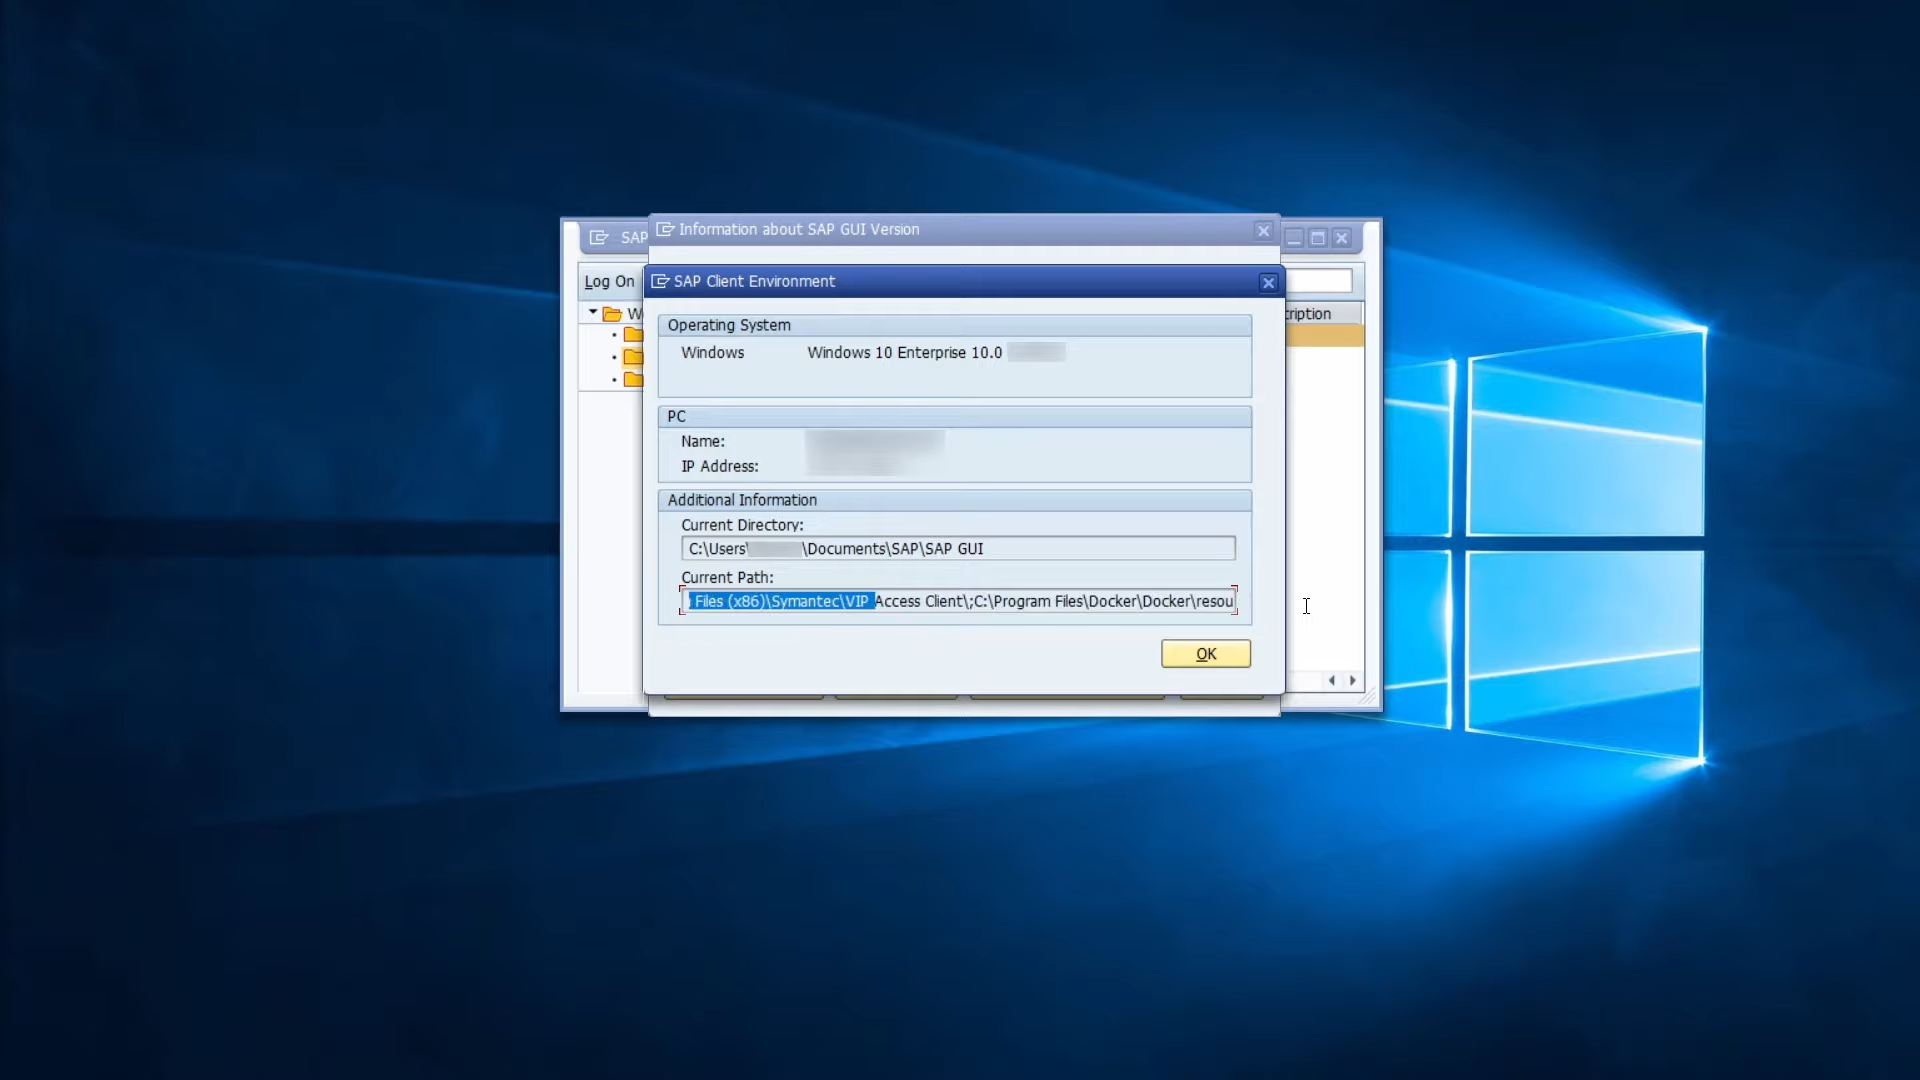 SAP
Information about SAP GUI Version
Log On
SAP Client Environment
W
ription
Operating System
Windows
Windows 10 Enterprise 10.0
PC
Name:
IP Address:
Additional Information
Current Directory:
C:\Users\ \Documents\SAP\SAP GUI
Current Path:
Files (x86)\Symantec\VIP Access Client\;C:\Program Files\Docker\Docker\resou
OK